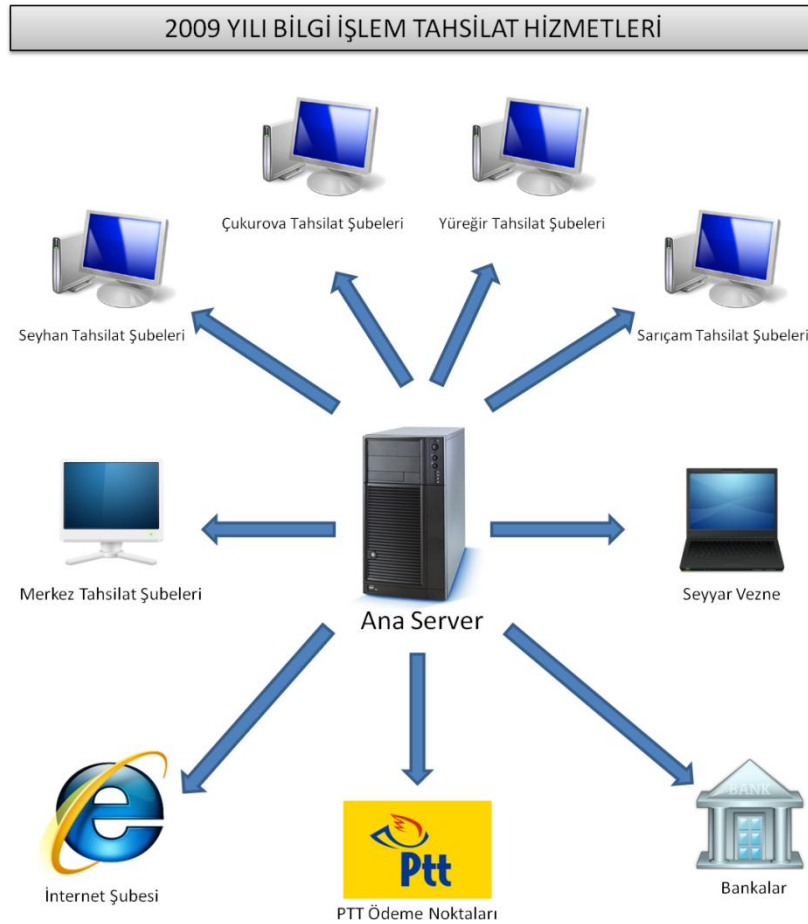 2009 YILI BİLGİ İŞLEM TAHSİLAT HİZMETLERİ
Çukurova Tahsilat Şubeleri
Yüreğir Tahsilat Şubeleri
Seyhan Tahsilat Şubeleri
Sarıçam Tahsilat Şubeleri
Merkez Tahsilat Şubeleri
Ana Server
Seyyar Vezne
BANK
Ptt
İnternet Şubesi
PTT Ödeme Noktaları
Bankalar